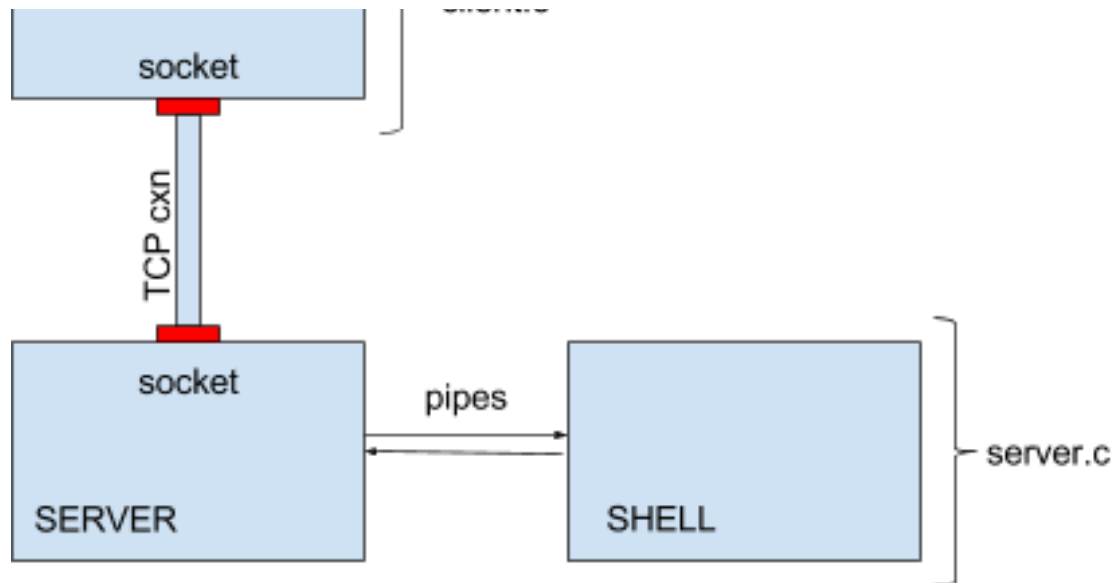 socket
TCP cxn
socket
pipes
SERVER
SHELL
server.c